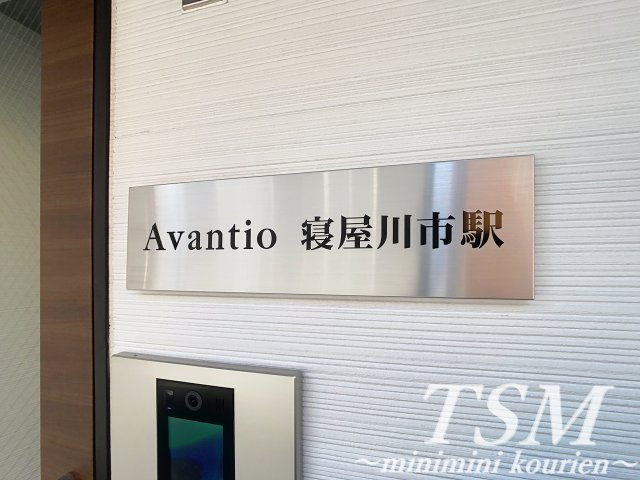 Avantio 寝屋川市駅
TSM
～minimini kourien～